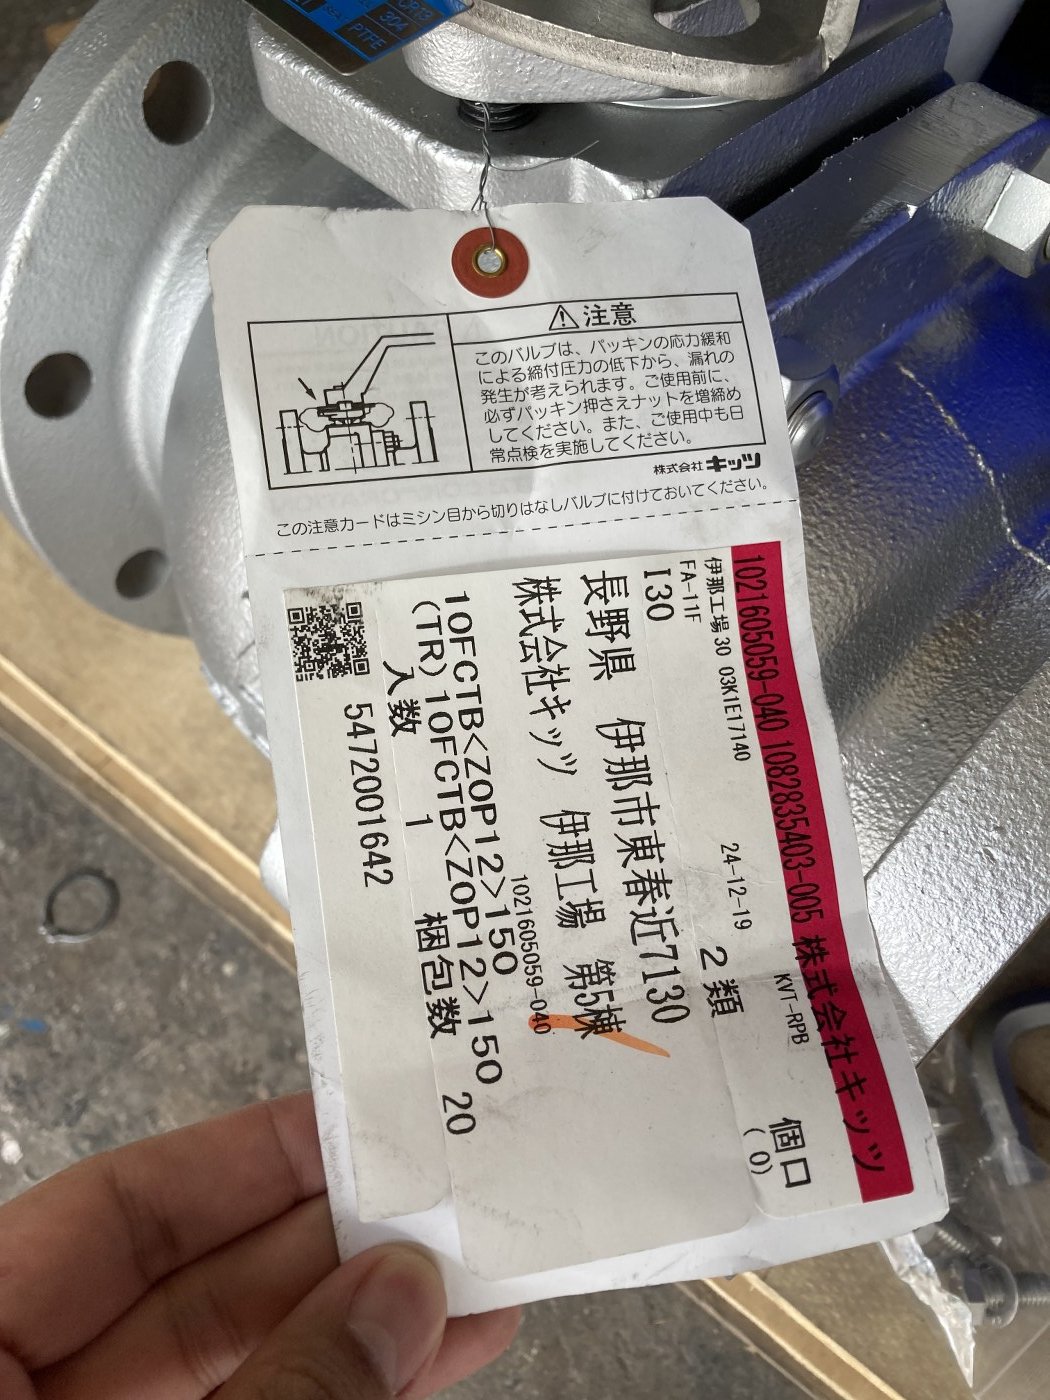 304
PTFE
注意
このバルブは、パッキンの応力緩和
による締付圧力の低下から、漏れの
発生が考えられます。ご使用前に、
必ずパッキン押さえナットを増締め
してください。また、ご使用中も日
常点検を実施してください。
株式会社 キッツ
この注意カードはミシン目から切りはなしバルブに付けておいてください。
1021605059-040 1082835403-005 株式会社キッツ
伊那工場 30 03K1E17140 24-12-19 KVT-RPB
FA-11F 2類 個口
I30 (0)
長野県 伊那市東春近7130
株式会社キッツ 伊那工場 第5棟
1021605059-040
10FCTB<ZOP12>150
(TR)10FCTB<ZOP12>150
入数 1 梱包数 20
5472001642